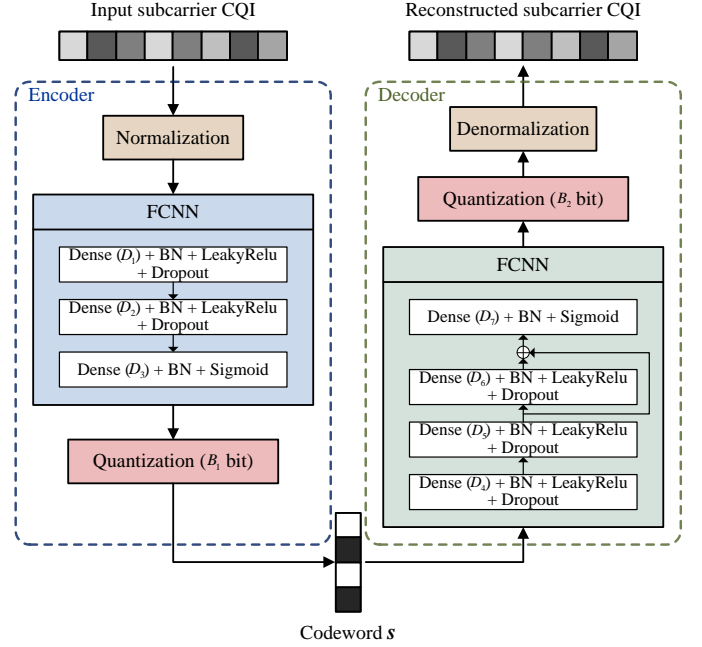 Input subcarrier CQI
Encoder
Normalization
FCNN
Dense (D₁) + BN + LeakyRelu
+ Dropout
Dense (D₂) + BN + LeakyRelu
+ Dropout
Dense (D₃) + BN + Sigmoid
Quantization (B₁ bit)
Codeword s
Reconstructed subcarrier CQI
Decoder
Denormalization
Quantization (B₂ bit)
FCNN
Dense (D₇) + BN + Sigmoid
Dense (D₆) + BN + LeakyRelu
+ Dropout
Dense (D₅) + BN + LeakyRelu
+ Dropout
Dense (D₄) + BN + LeakyRelu
+ Dropout